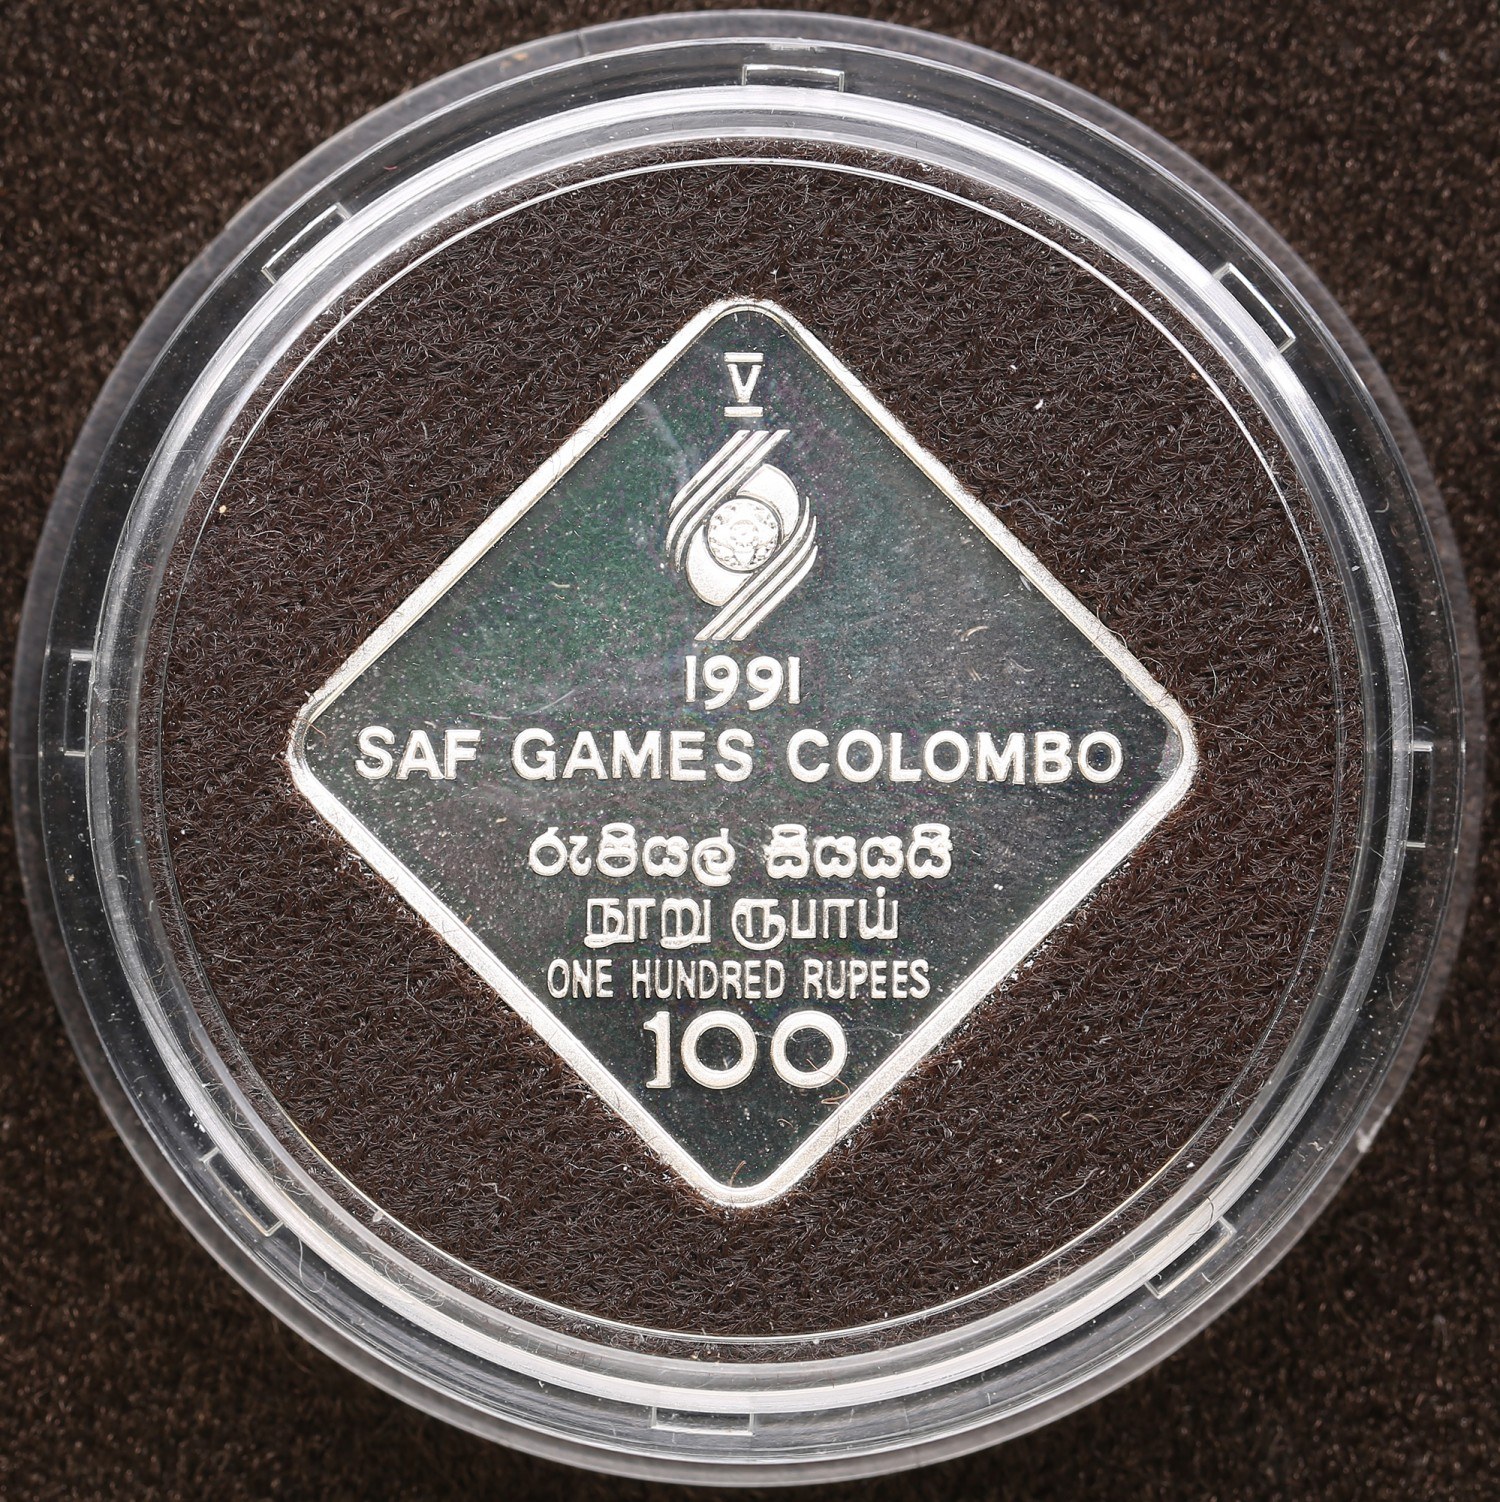 V
1991
SAF GAMES COLOMBO
රුපියල් සියයයි
நூறு ரூபாய்
ONE HUNDRED RUPEES
100